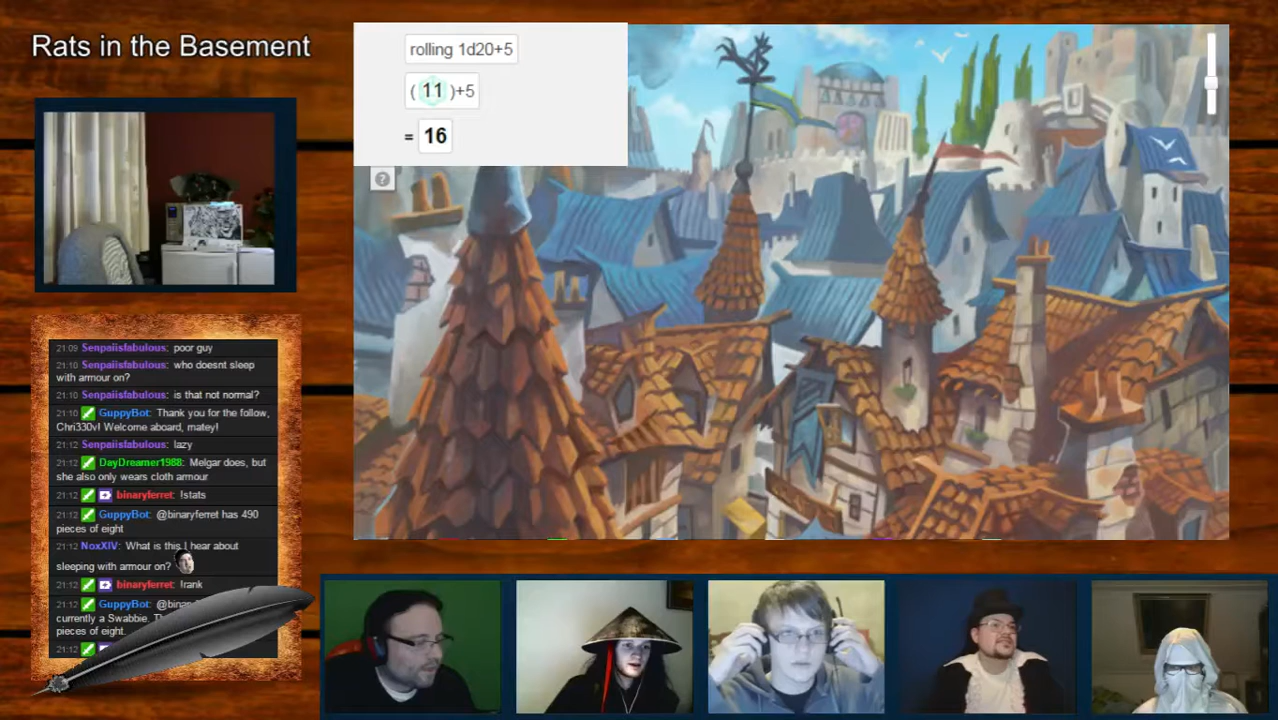 Rats in the Basement
rolling 1d20+5
( 11 )+5
= 16
?
21:09 Senpaiisfabulous: poor guy
21:10 Senpaiisfabulous: who doesnt sleep
with armour on?
21:10 Senpaiisfabulous: is that not normal?
21:10 GuppyBot: Thank you for the follow,
Chri330v! Welcome aboard, matey!
21:12 Senpaiisfabulous: lazy
21:12 DayDreamer1988: Melgar does, but
she also only wears cloth armour
21:12 binaryferret: !stats
21:12 GuppyBot: @binaryferret has 490
pieces of eight
21:12 NoxXIV: What is this I hear about
sleeping with armour on?
21:12 binaryferret: !rank
21:12 GuppyBot:
currently a Swabbie.
pieces of eight.
21:12